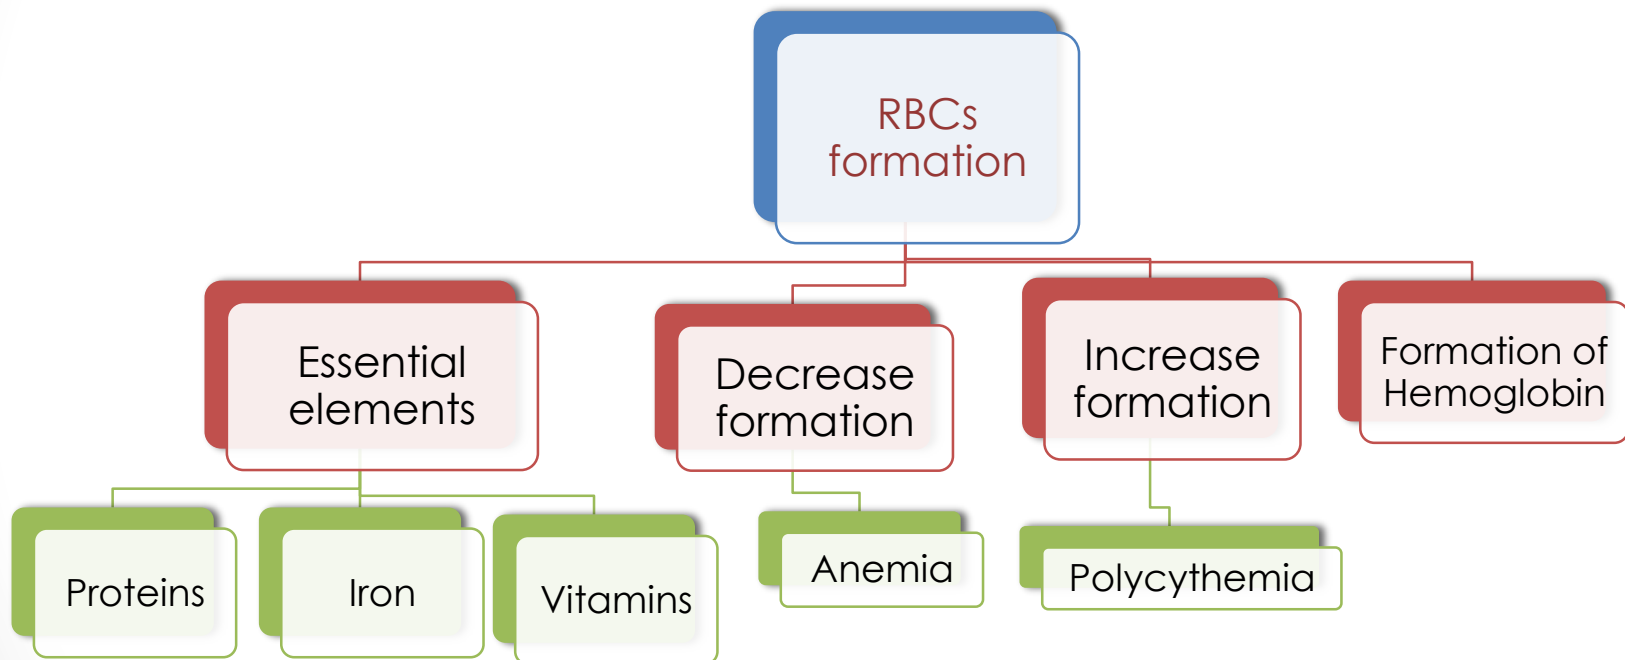 RBCs
formation
Essential
elements
Decrease
formation
Increase
formation
Formation of
Hemoglobin
Proteins
Iron
Vitamins
Anemia
Polycythemia